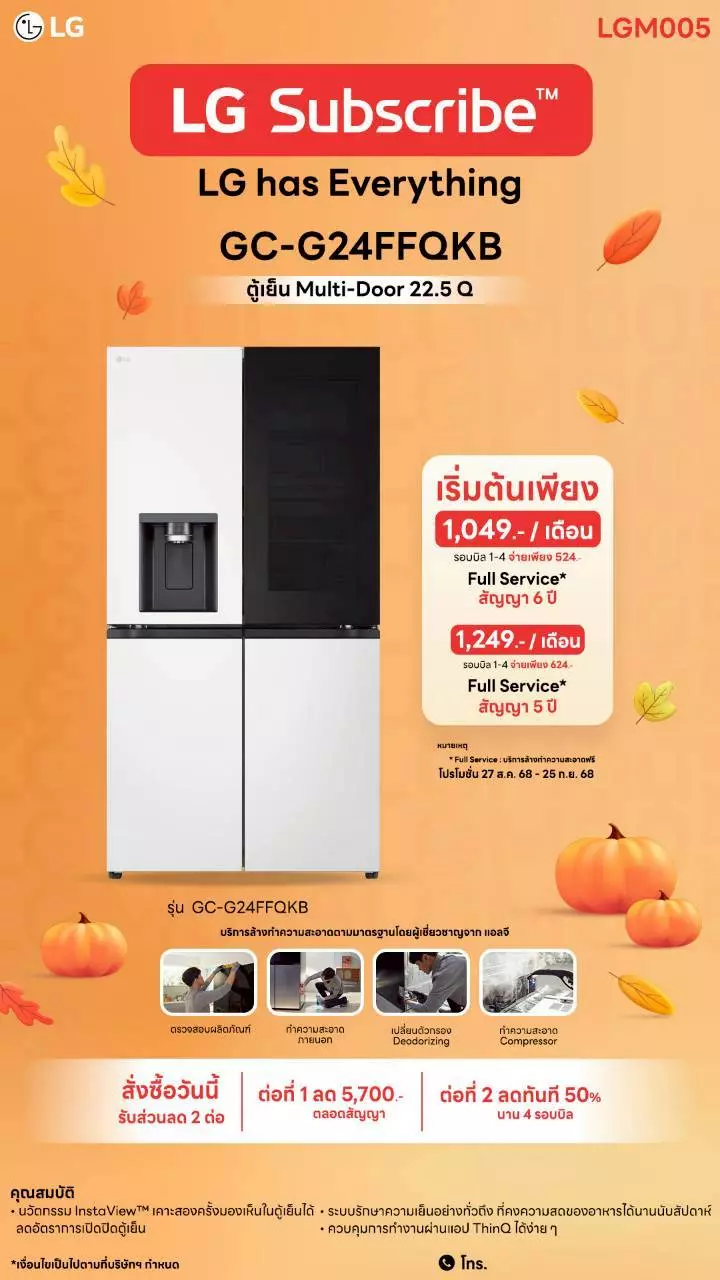 LG
LGM005
LG Subscribe™
LG has Everything
GC-G24FFQKB
ตู้เย็น Multi-Door 22.5 Q
LG
เริ่มต้นเพียง
1,049.- / เดือน
รอบบิล 1-4 จ่ายเพียง 524.-
Full Service*
สัญญา 6 ปี
1,249.- / เดือน
รอบบิล 1-4 จ่ายเพียง 624.-
Full Service*
สัญญา 5 ปี
หมายเหตุ
* Full Service : บริการล้างทำความสะอาดฟรี
โปรโมชั่น 27 ส.ค. 68 - 25 ก.ย. 68
รุ่น GC-G24FFQKB
บริการล้างทำความสะอาดตามมาตรฐานโดยผู้เชี่ยวชาญจาก แอลจี
ตรวจสอบผลิตภัณฑ์
ทำความสะอาด
ภายนอก
เปลี่ยนตัวกรอง
Deodorizing
ทำความสะอาด
Compressor
สั่งซื้อวันนี้
รับส่วนลด 2 ต่อ
ต่อที่ 1 ลด 5,700.-
ตลอดสัญญา
ต่อที่ 2 ลดทันที 50%
นาน 4 รอบบิล
คุณสมบัติ
• นวัตกรรม InstaView™ เคาะสองครั้งมองเห็นในตู้เย็นได้
ลดอัตราการเปิดปิดตู้เย็น
• ระบบรักษาความเย็นอย่างทั่วถึง ที่คงความสดของอาหารได้นานนับสัปดาห์
• ควบคุมการทำงานผ่านแอป ThinQ ได้ง่าย ๆ
*เงื่อนไขเป็นไปตามที่บริษัทฯ กำหนด
โทร.